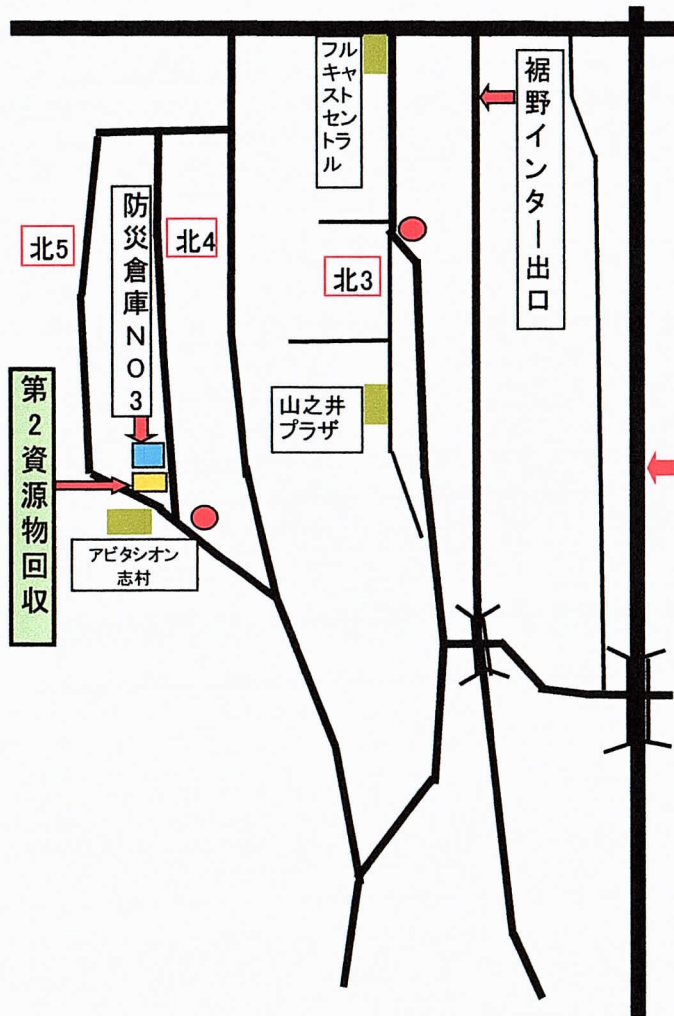 フルキャストセントラル
裾野インター出口
防災倉庫NO3
北5
北4
北3
第2資源物回収
山之井
プラザ
アビタシオン
志村